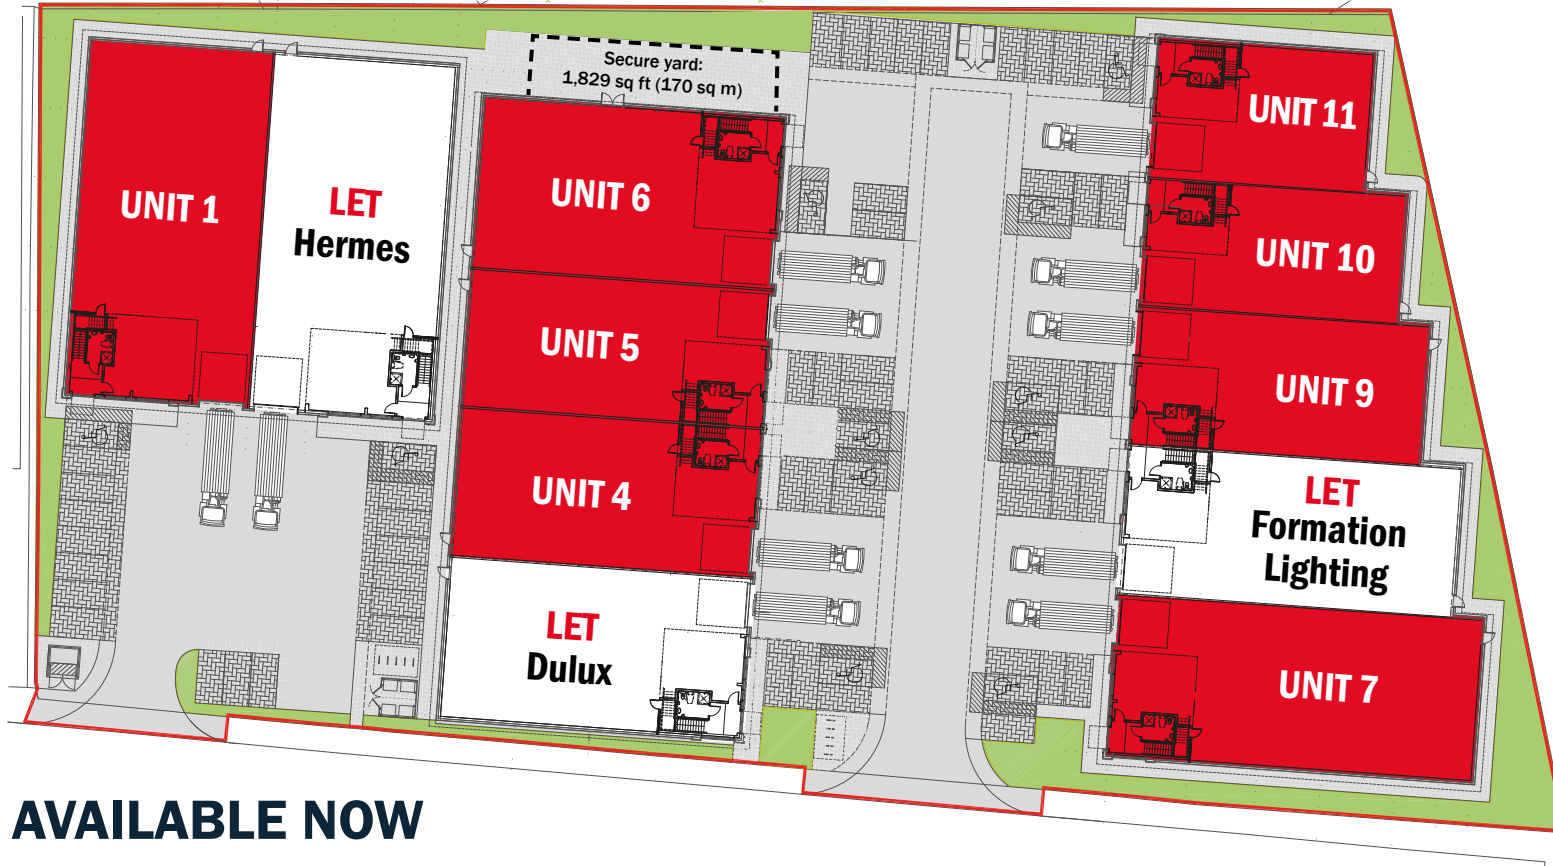 Secure yard:
1,829 sq ft (170 sq m)
UNIT 11
UNIT 1
LET
Hermes
UNIT 6
UNIT 10
UNIT 5
UNIT 9
UNIT 4
LET
Formation
Lighting
LET
Dulux
UNIT 7
AVAILABLE NOW